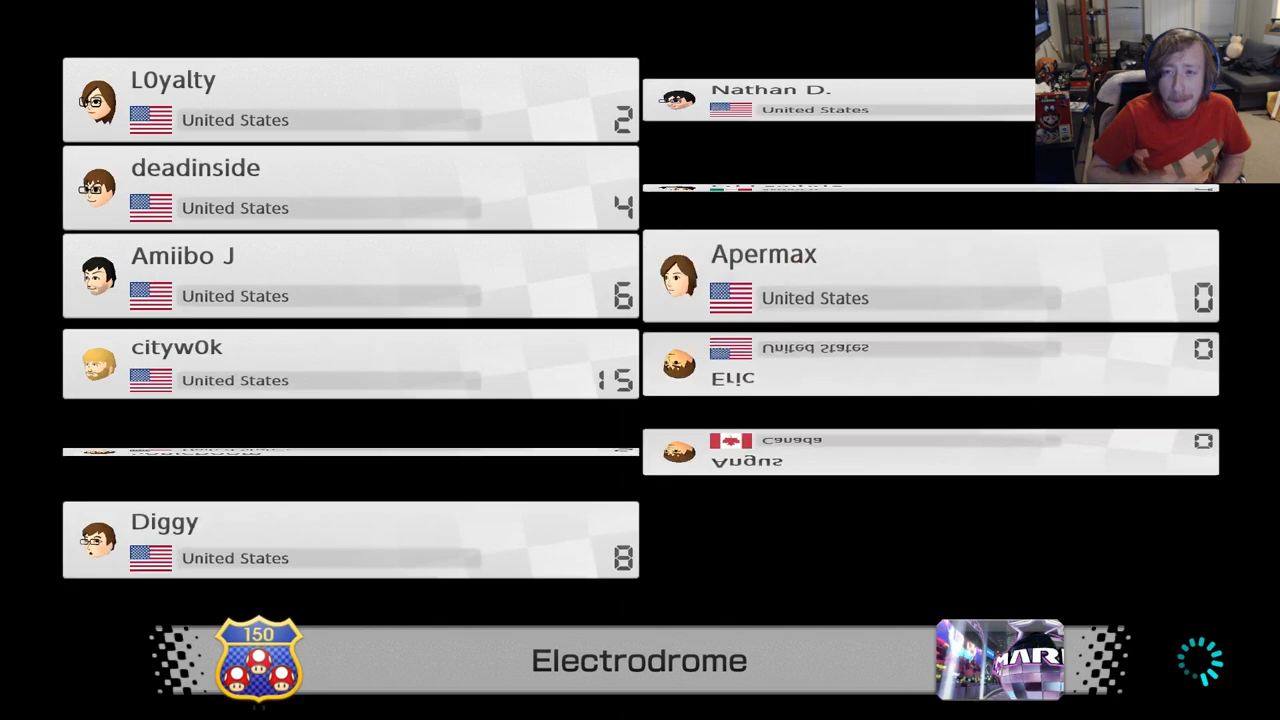 L0yalty
United States
2
deadinside
United States
4
Amiibo J
United States
6
cityw0k
United States
15
Diggy
United States
8
Nathan D.
United States
Apermax
United States
0
United States
0
Eric
Canada
0
Angus
150
Electrodrome
MARI